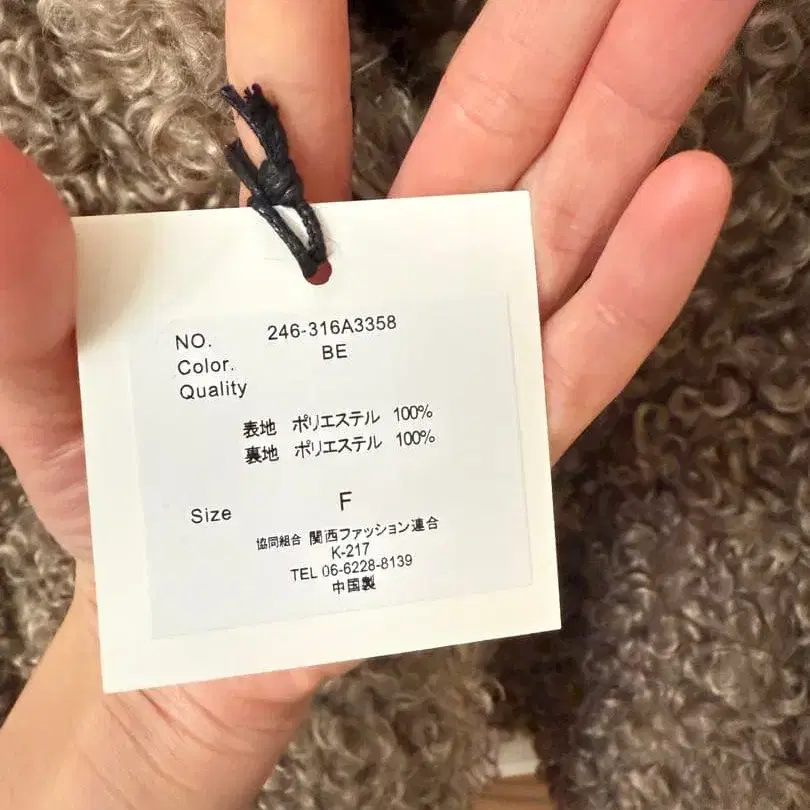 NO. 246-316A3358
Color. BE
Quality
表地 ポリエステル 100%
裏地 ポリエステル 100%
Size F
協同組合 関西ファッション連合
K-217
TEL 06-6228-8139
中国製